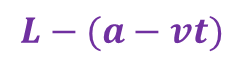 L − (a − vt)